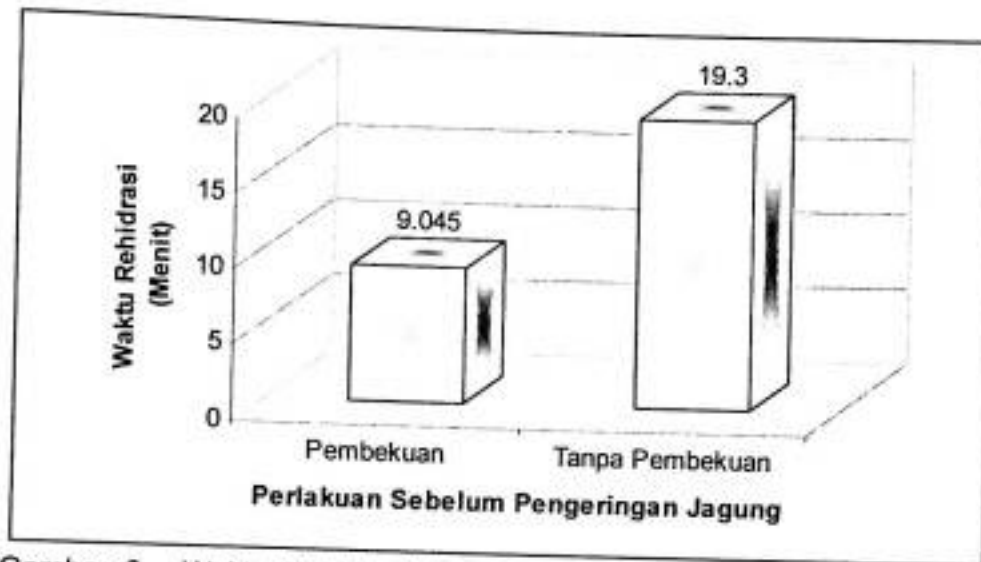 19.3
20
Waktu Rehidrasi
(Menit)
15
9.045
10
5
0
Pembekuan
Tanpa Pembekuan
Perlakuan Sebelum Pengeringan Jagung